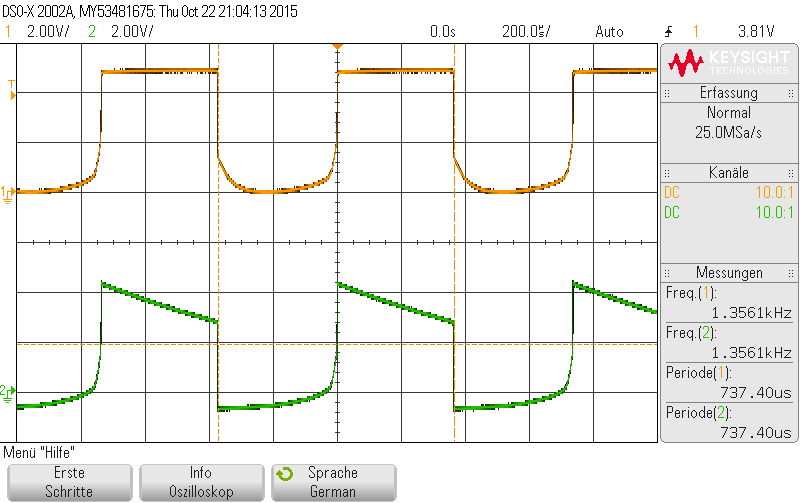 DSO-X 2002A, MY53481675: Thu Oct 22 21:04:13 2015
1 2.00V/ 2 2.00V/ 0.0s 200.0us/ Auto 1 3.81V
T
1
2
KEYSIGHT
TECHNOLOGIES
Erfassung
Normal
25.0MSa/s
Kanäle
DC 10.0:1
DC 10.0:1
Messungen
Freq.(1):
1.3561kHz
Freq.(2):
1.3561kHz
Periode(1):
737.40us
Periode(2):
737.40us
Menü "Hilfe"
Erste
Schritte
Info
Oszilloskop
Sprache
German